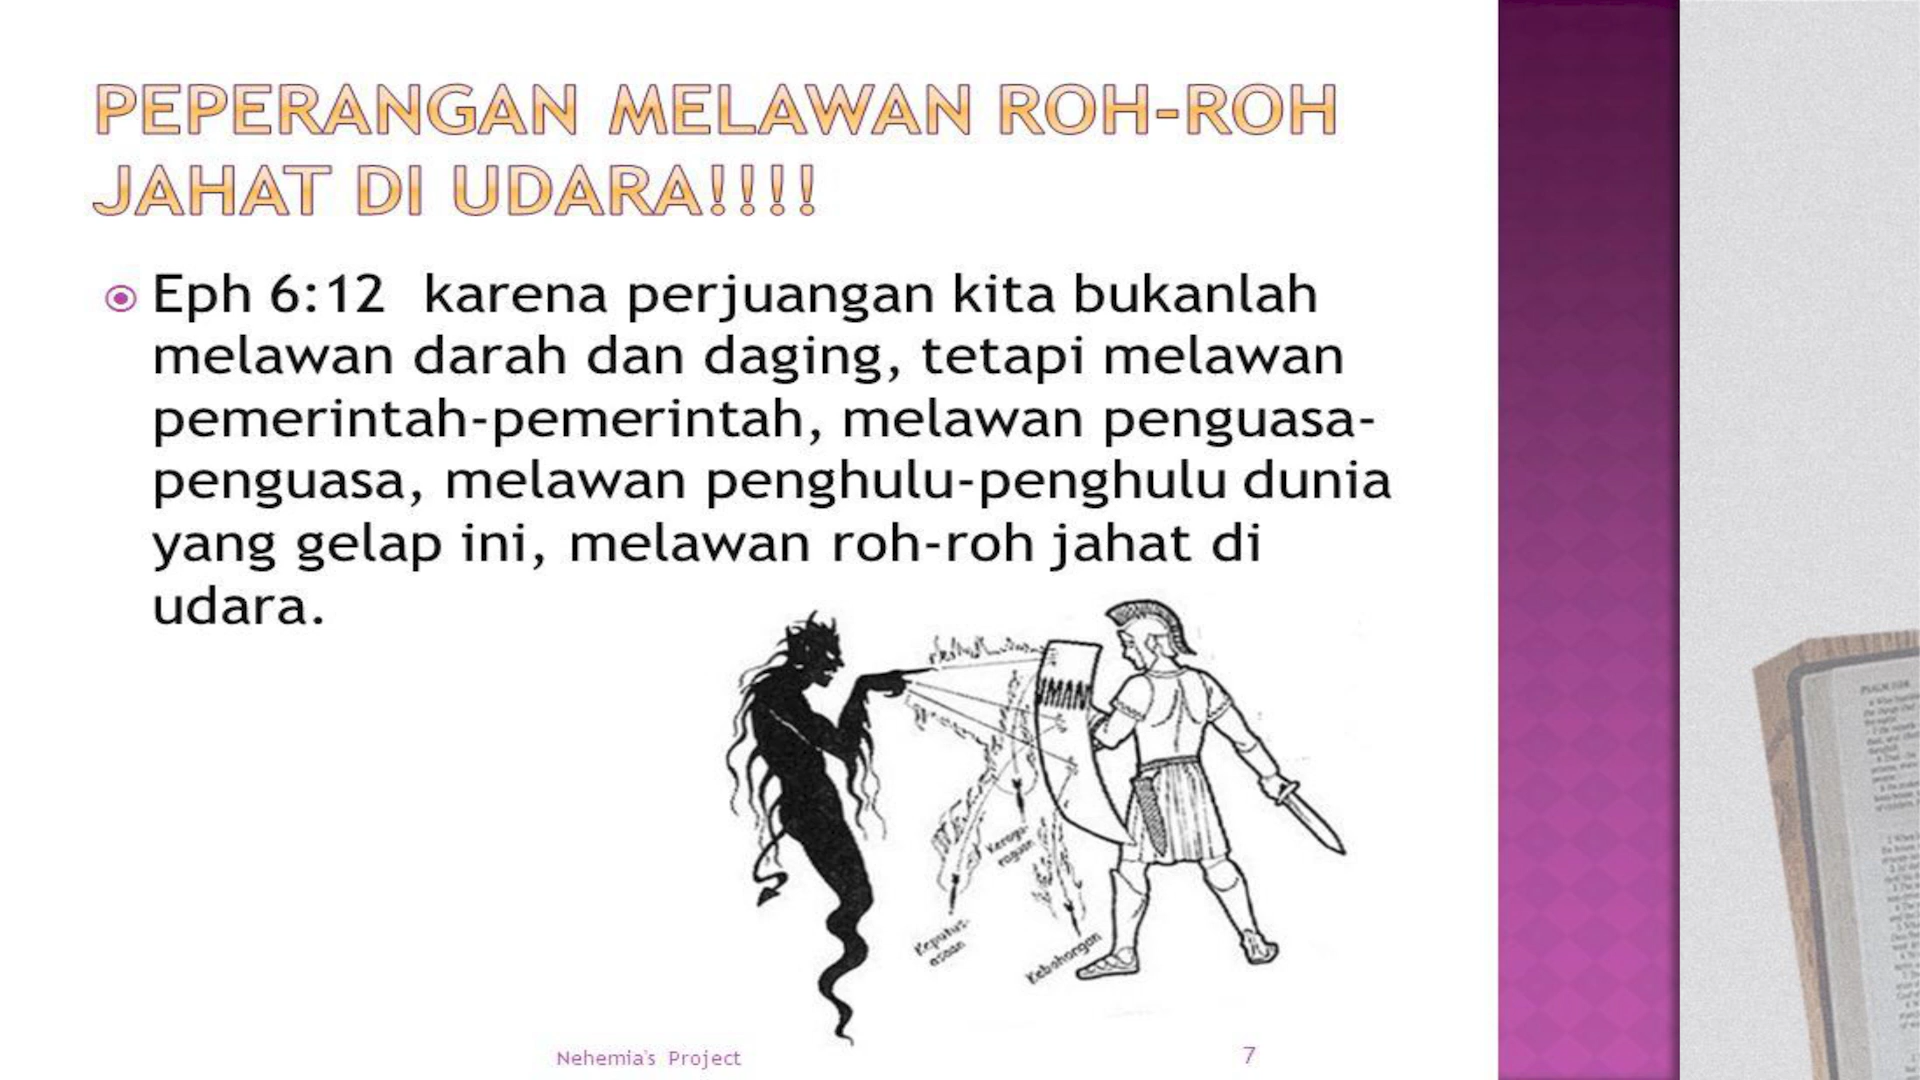 PEPERANGAN MELAWAN ROH-ROH
JAHAT DI UDARA!!!!
Eph 6:12 karena perjuangan kita bukanlah
melawan darah dan daging, tetapi melawan
pemerintah-pemerintah, melawan penguasa-
penguasa, melawan penghulu-penghulu dunia
yang gelap ini, melawan roh-roh jahat di
udara.
IMAN
Keragu-
raguan
Keputus-
asaan
Kebohongan
Nehemia's Project
7